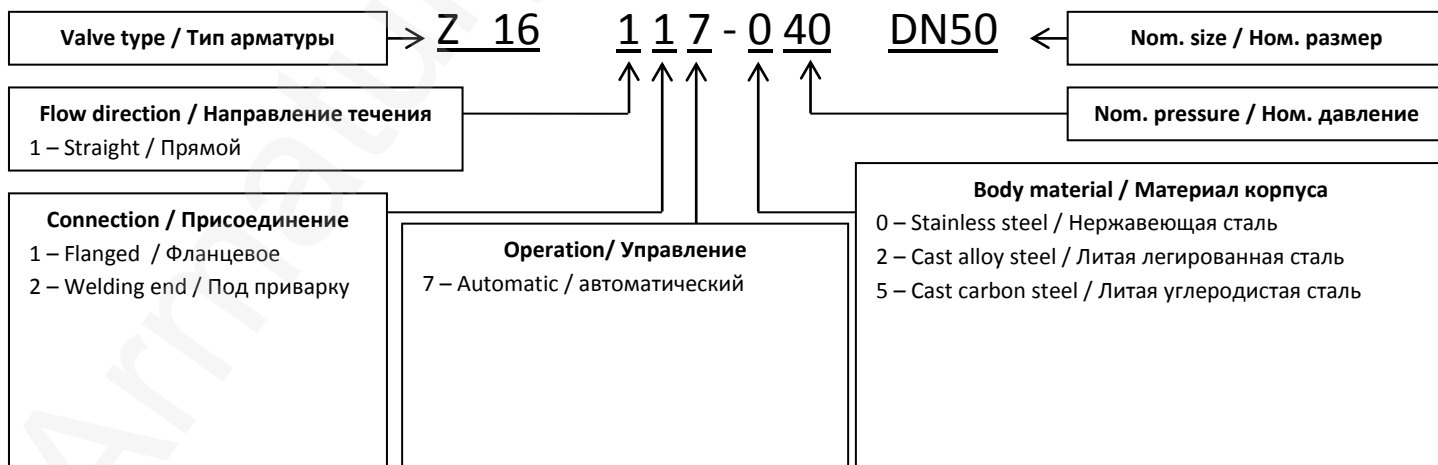 Valve type / Тип арматуры
Z 16 1 1 7 - 0 40 DN50
Nom. size / Ном. размер
Flow direction / Направление течения
1 – Straight / Прямой
Nom. pressure / Ном. давление
Connection / Присоединение
1 – Flanged / Фланцевое
2 – Welding end / Под приварку
Operation/ Управление
7 – Automatic / автоматический
Body material / Материал корпуса
0 – Stainless steel / Нержавеющая сталь
2 – Cast alloy steel / Литая легированная сталь
5 – Cast carbon steel / Литая углеродистая сталь